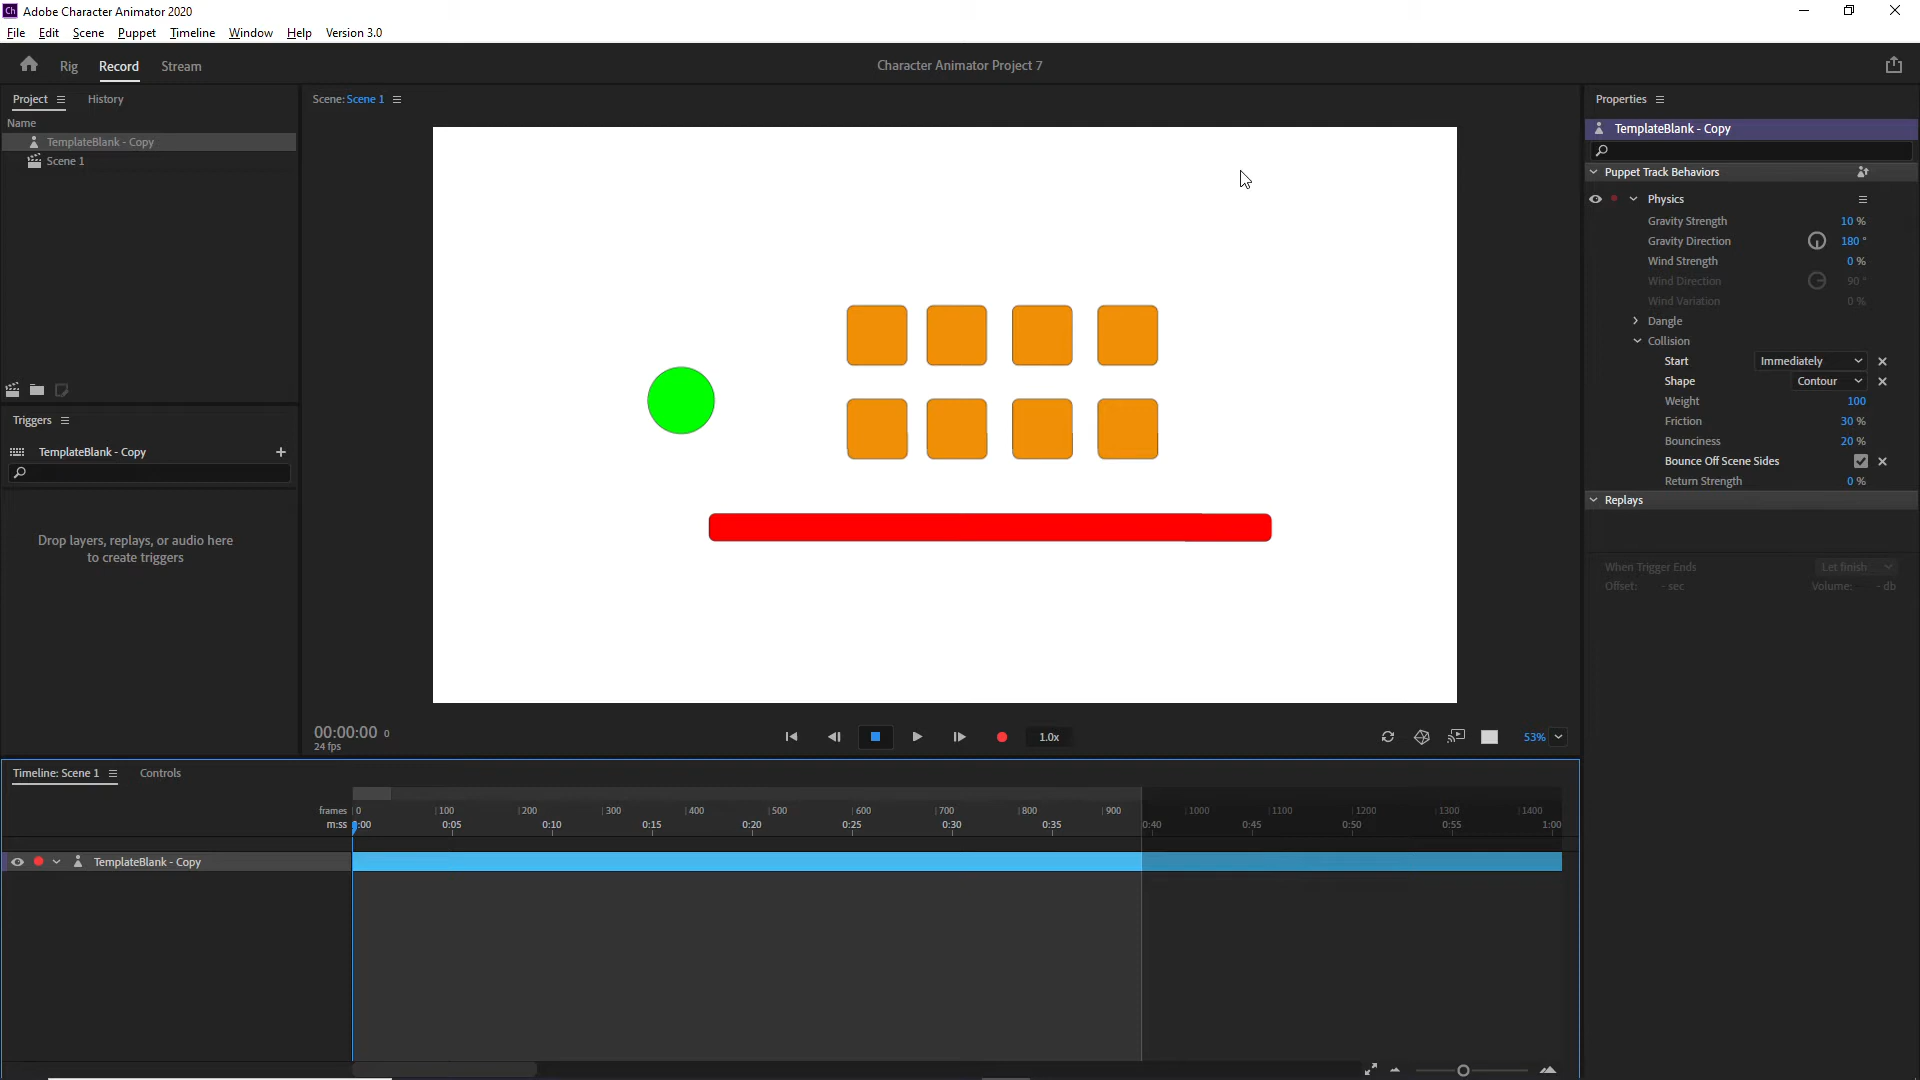 Ch Adobe Character Animator 2020
File Edit Scene Puppet Timeline Window Help Version 3.0
Rig Record Stream
Character Animator Project 7
Project History
Name
TemplateBlank - Copy
Scene 1
Triggers
TemplateBlank - Copy
Drop layers, replays, or audio here
to create triggers
Scene: Scene 1
00:00:00 0
24 fps
1.0x
53%
Properties
TemplateBlank - Copy
Puppet Track Behaviors
Physics
Gravity Strength 10 %
Gravity Direction 180 °
Wind Strength 0 %
Wind Direction 90 °
Wind Variation 0 %
Dangle
Collision
Start Immediately
Shape Contour
Weight 100
Friction 30 %
Bounciness 20 %
Bounce Off Scene Sides
Return Strength 0 %
Replays
When Trigger Ends Let finish
Offset: - sec Volume: - db
Timeline: Scene 1 Controls
frames 0 100 200 300 400 500 600 700 800 900 1000 1100 1200 1300 1400
m:ss 0:00 0:05 0:10 0:15 0:20 0:25 0:30 0:35 0:40 0:45 0:50 0:55 1:00
TemplateBlank - Copy